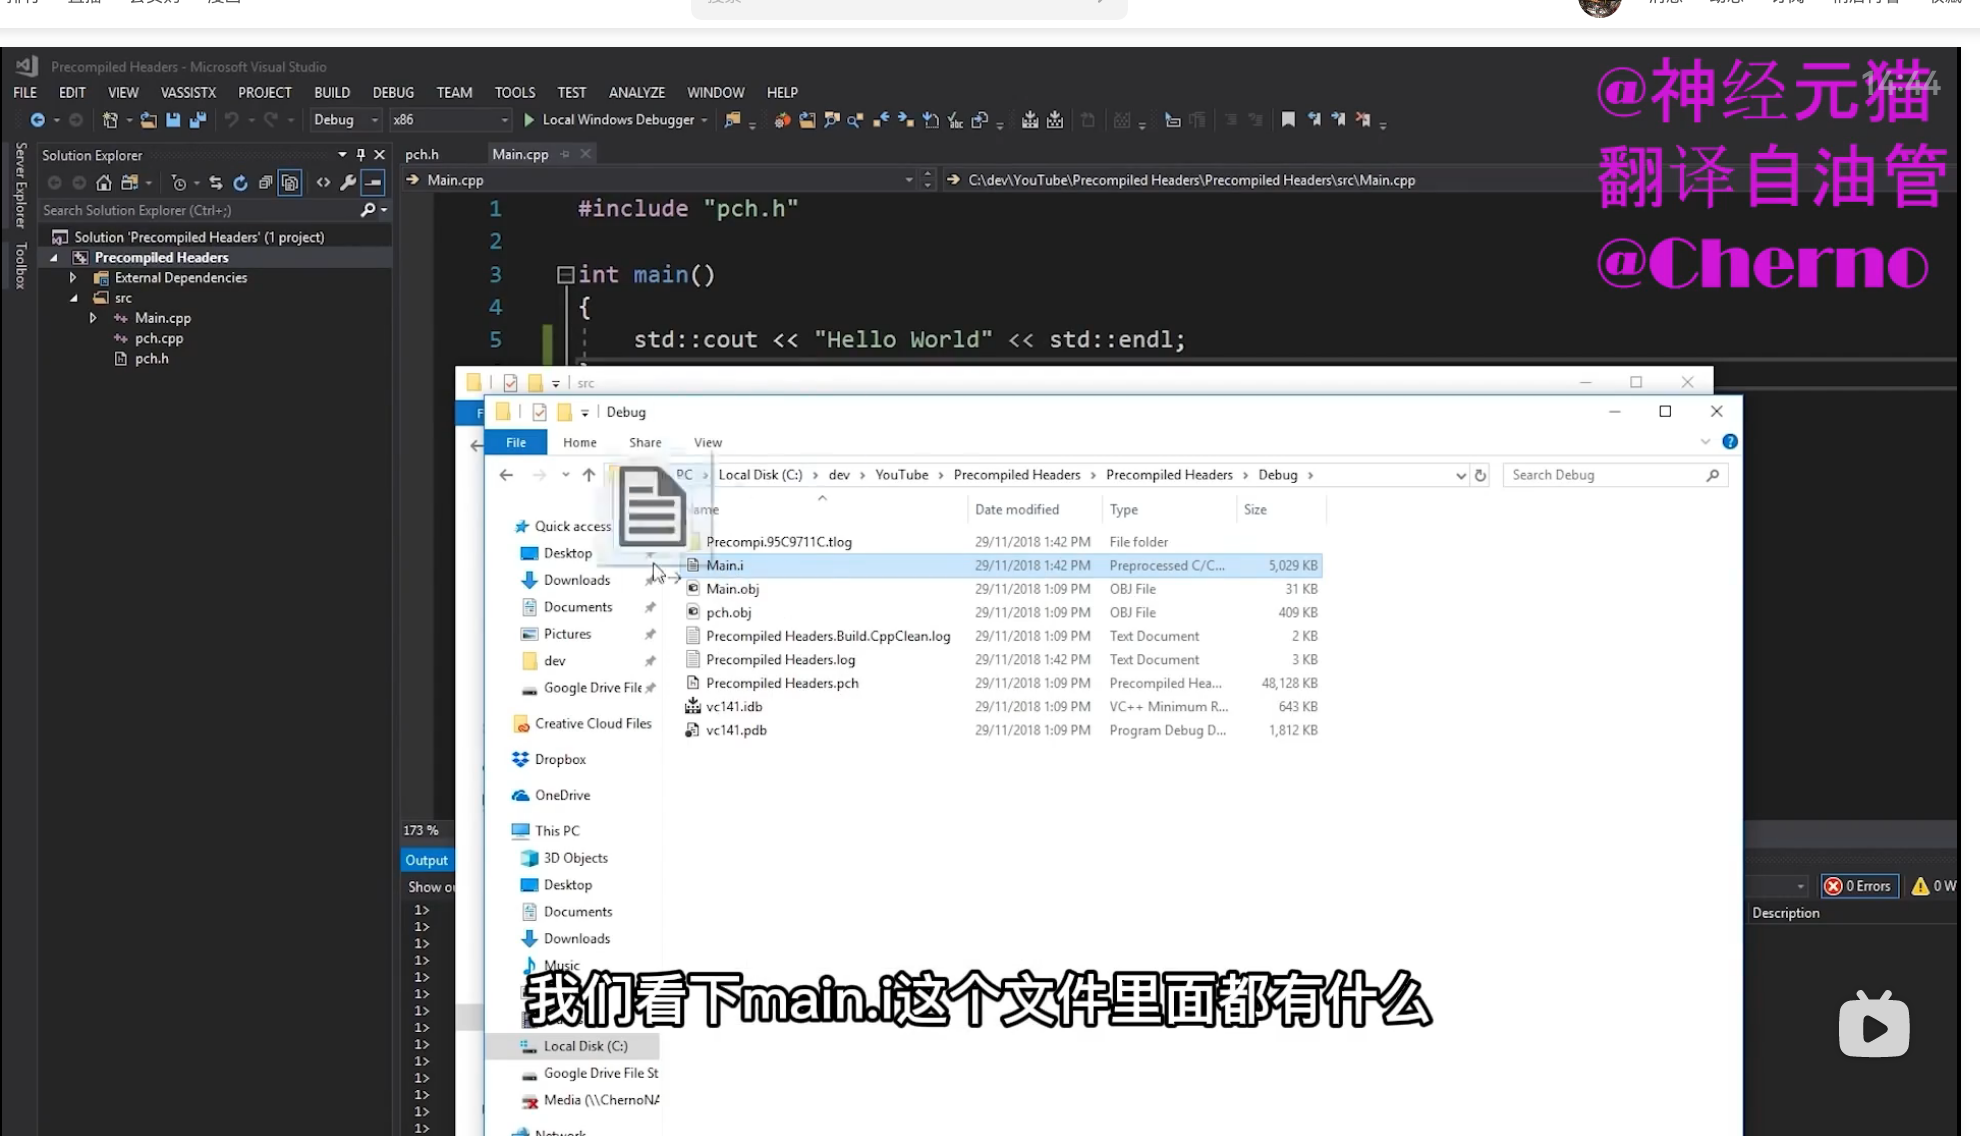 Precompiled Headers - Microsoft Visual Studio
FILE EDIT VIEW VASSISTX PROJECT BUILD DEBUG TEAM TOOLS TEST ANALYZE WINDOW HELP
Debug x86 Local Windows Debugger
@神经元猫
14:44
翻译自油管
@Cherno
Server Explorer
Toolbox
Solution Explorer
Search Solution Explorer (Ctrl+;)
Solution 'Precompiled Headers' (1 project)
Precompiled Headers
External Dependencies
src
Main.cpp
pch.cpp
pch.h
pch.h Main.cpp
Main.cpp C:\dev\YouTube\Precompiled Headers\Precompiled Headers\src\Main.cpp
1 #include "pch.h"
2
3 int main()
4 {
5 std::cout << "Hello World" << std::endl;
src
Debug
File Home Share View
PC Local Disk (C:) dev YouTube Precompiled Headers Precompiled Headers Debug
Search Debug
Date modified Type Size
Precompi.95C9711C.tlog 29/11/2018 1:42 PM File folder
Main.i 29/11/2018 1:42 PM Preprocessed C/C... 5,029 KB
Main.obj 29/11/2018 1:09 PM OBJ File 31 KB
pch.obj 29/11/2018 1:09 PM OBJ File 409 KB
Precompiled Headers.Build.CppClean.log 29/11/2018 1:09 PM Text Document 2 KB
Precompiled Headers.log 29/11/2018 1:42 PM Text Document 3 KB
Precompiled Headers.pch 29/11/2018 1:09 PM Precompiled Hea... 48,128 KB
vc141.idb 29/11/2018 1:09 PM VC++ Minimum R... 643 KB
vc141.pdb 29/11/2018 1:09 PM Program Debug D... 1,812 KB
Quick access
Desktop
Downloads
Documents
Pictures
dev
Google Drive File
Creative Cloud Files
Dropbox
OneDrive
This PC
3D Objects
Desktop
Documents
Downloads
Music
Local Disk (C:)
Google Drive File St
Media (\\ChernoNA
Network
173 %
Output
Show ou
1>
1>
1>
1>
1>
1>
1>
1>
1>
1>
1>
1>
1>
1>
0 Errors 0 W
Description
我们看下main.i这个文件里面都有什么